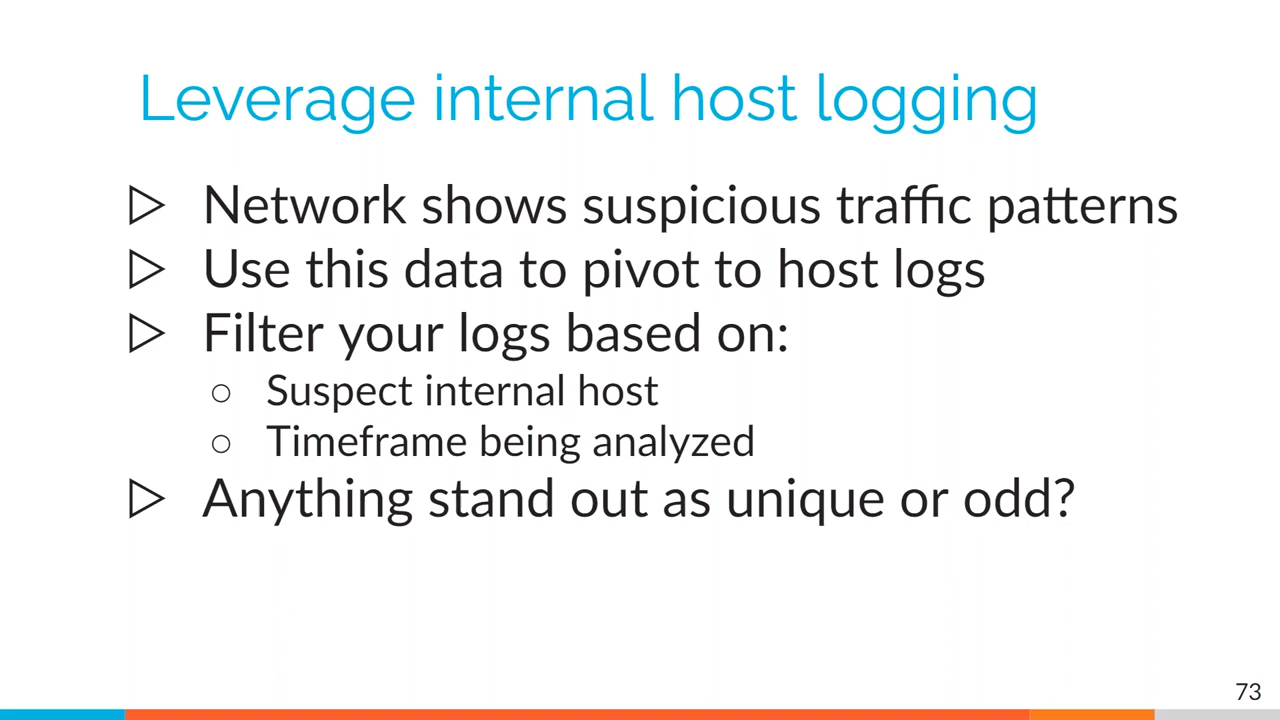 Leverage internal host logging
▷ Network shows suspicious traffic patterns
▷ Use this data to pivot to host logs
▷ Filter your logs based on:
○ Suspect internal host
○ Timeframe being analyzed
▷ Anything stand out as unique or odd?
73